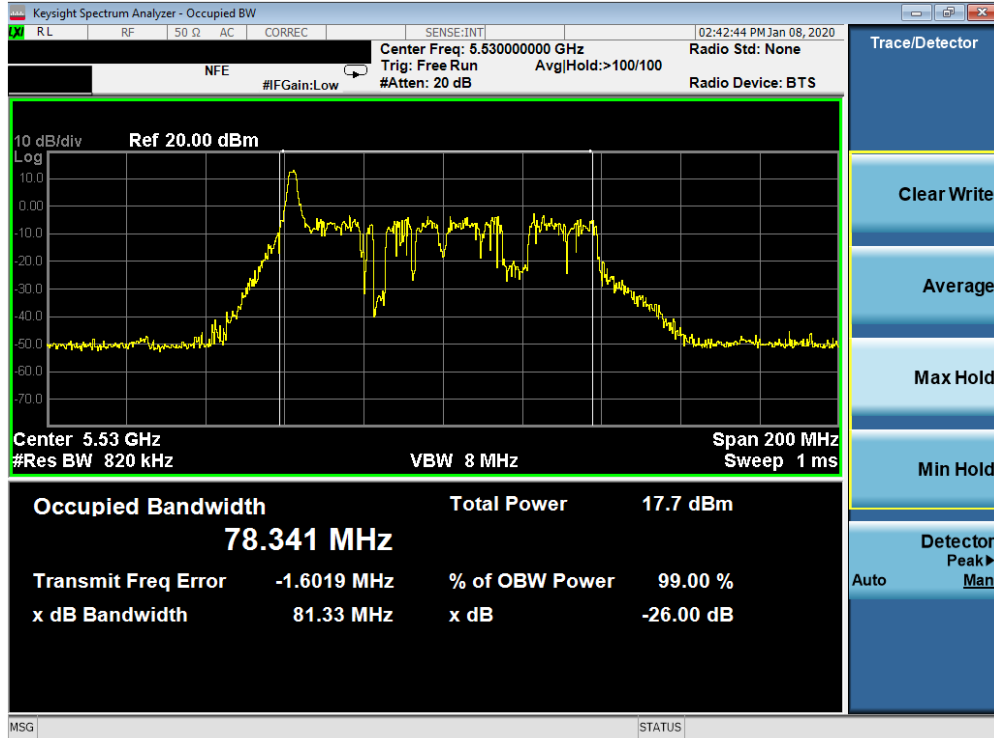 Keysight Spectrum Analyzer - Occupied BW
LXI RL RF 50 Ω AC CORREC SENSE:INT 02:42:44 PM Jan 08, 2020
Center Freq: 5.530000000 GHz Radio Std: None
NFE Trig: Free Run Avg|Hold:>100/100
#IFGain:Low #Atten: 20 dB Radio Device: BTS
10 dB/div Ref 20.00 dBm
Log
10.0
0.00
-10.0
-20.0
-30.0
-40.0
-50.0
-60.0
-70.0
Center 5.53 GHz Span 200 MHz
#Res BW 820 kHz VBW 8 MHz Sweep 1 ms
Occupied Bandwidth Total Power 17.7 dBm
78.341 MHz
Transmit Freq Error -1.6019 MHz % of OBW Power 99.00 %
x dB Bandwidth 81.33 MHz x dB -26.00 dB
Trace/Detector
Clear Write
Average
Max Hold
Min Hold
Detector
Peak▶
Auto Man
MSG STATUS